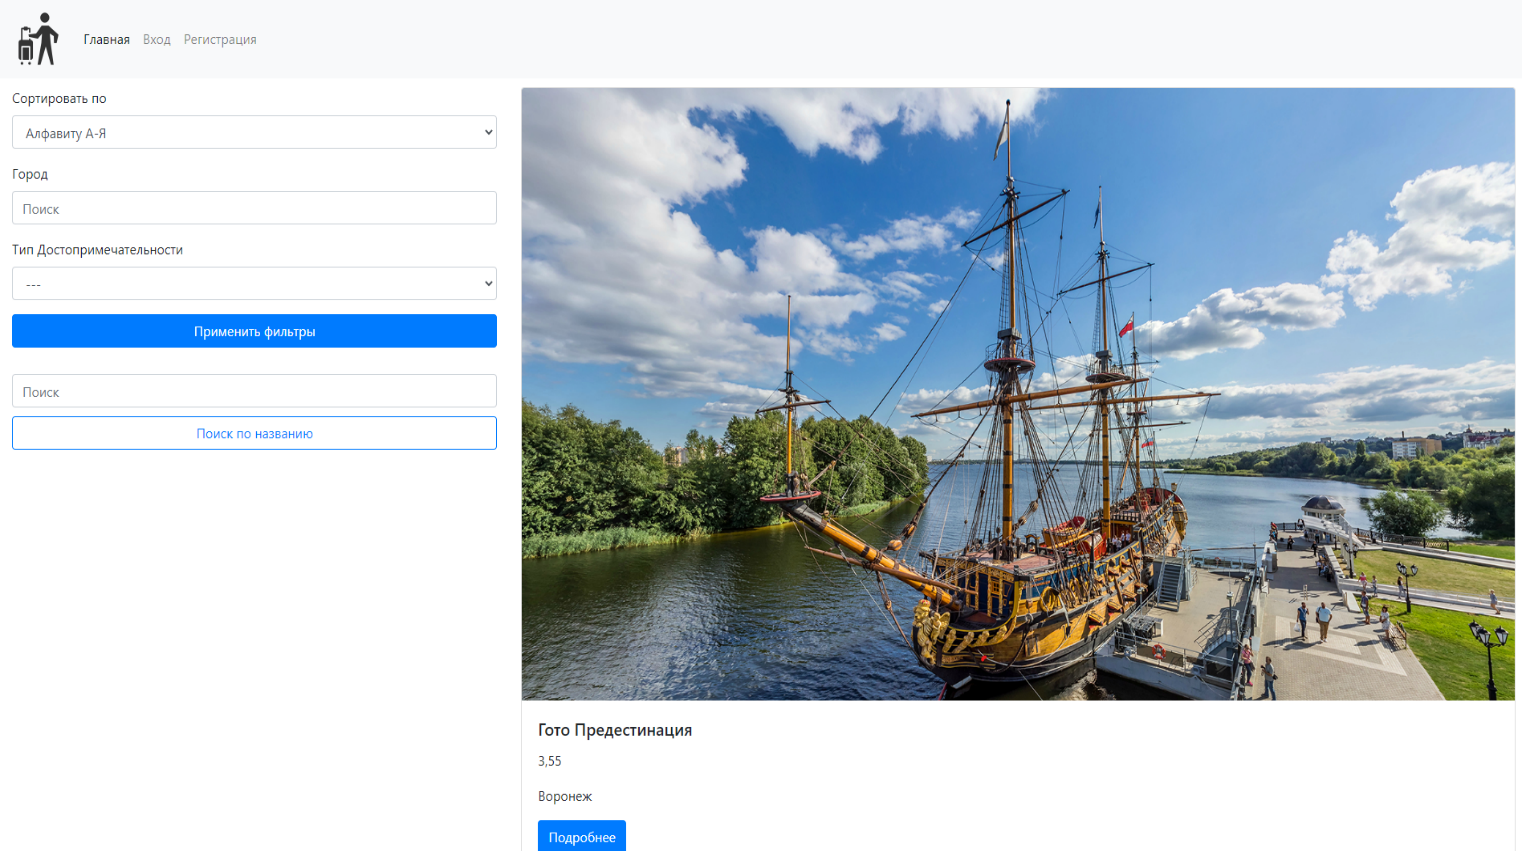 Главная Вход Регистрация
Сортировать по
Алфавиту А-Я
Город
Поиск
Тип Достопримечательности
---
Применить фильтры
Поиск
Поиск по названию
Гото Предестинация
3,55
Воронеж
Подробнее